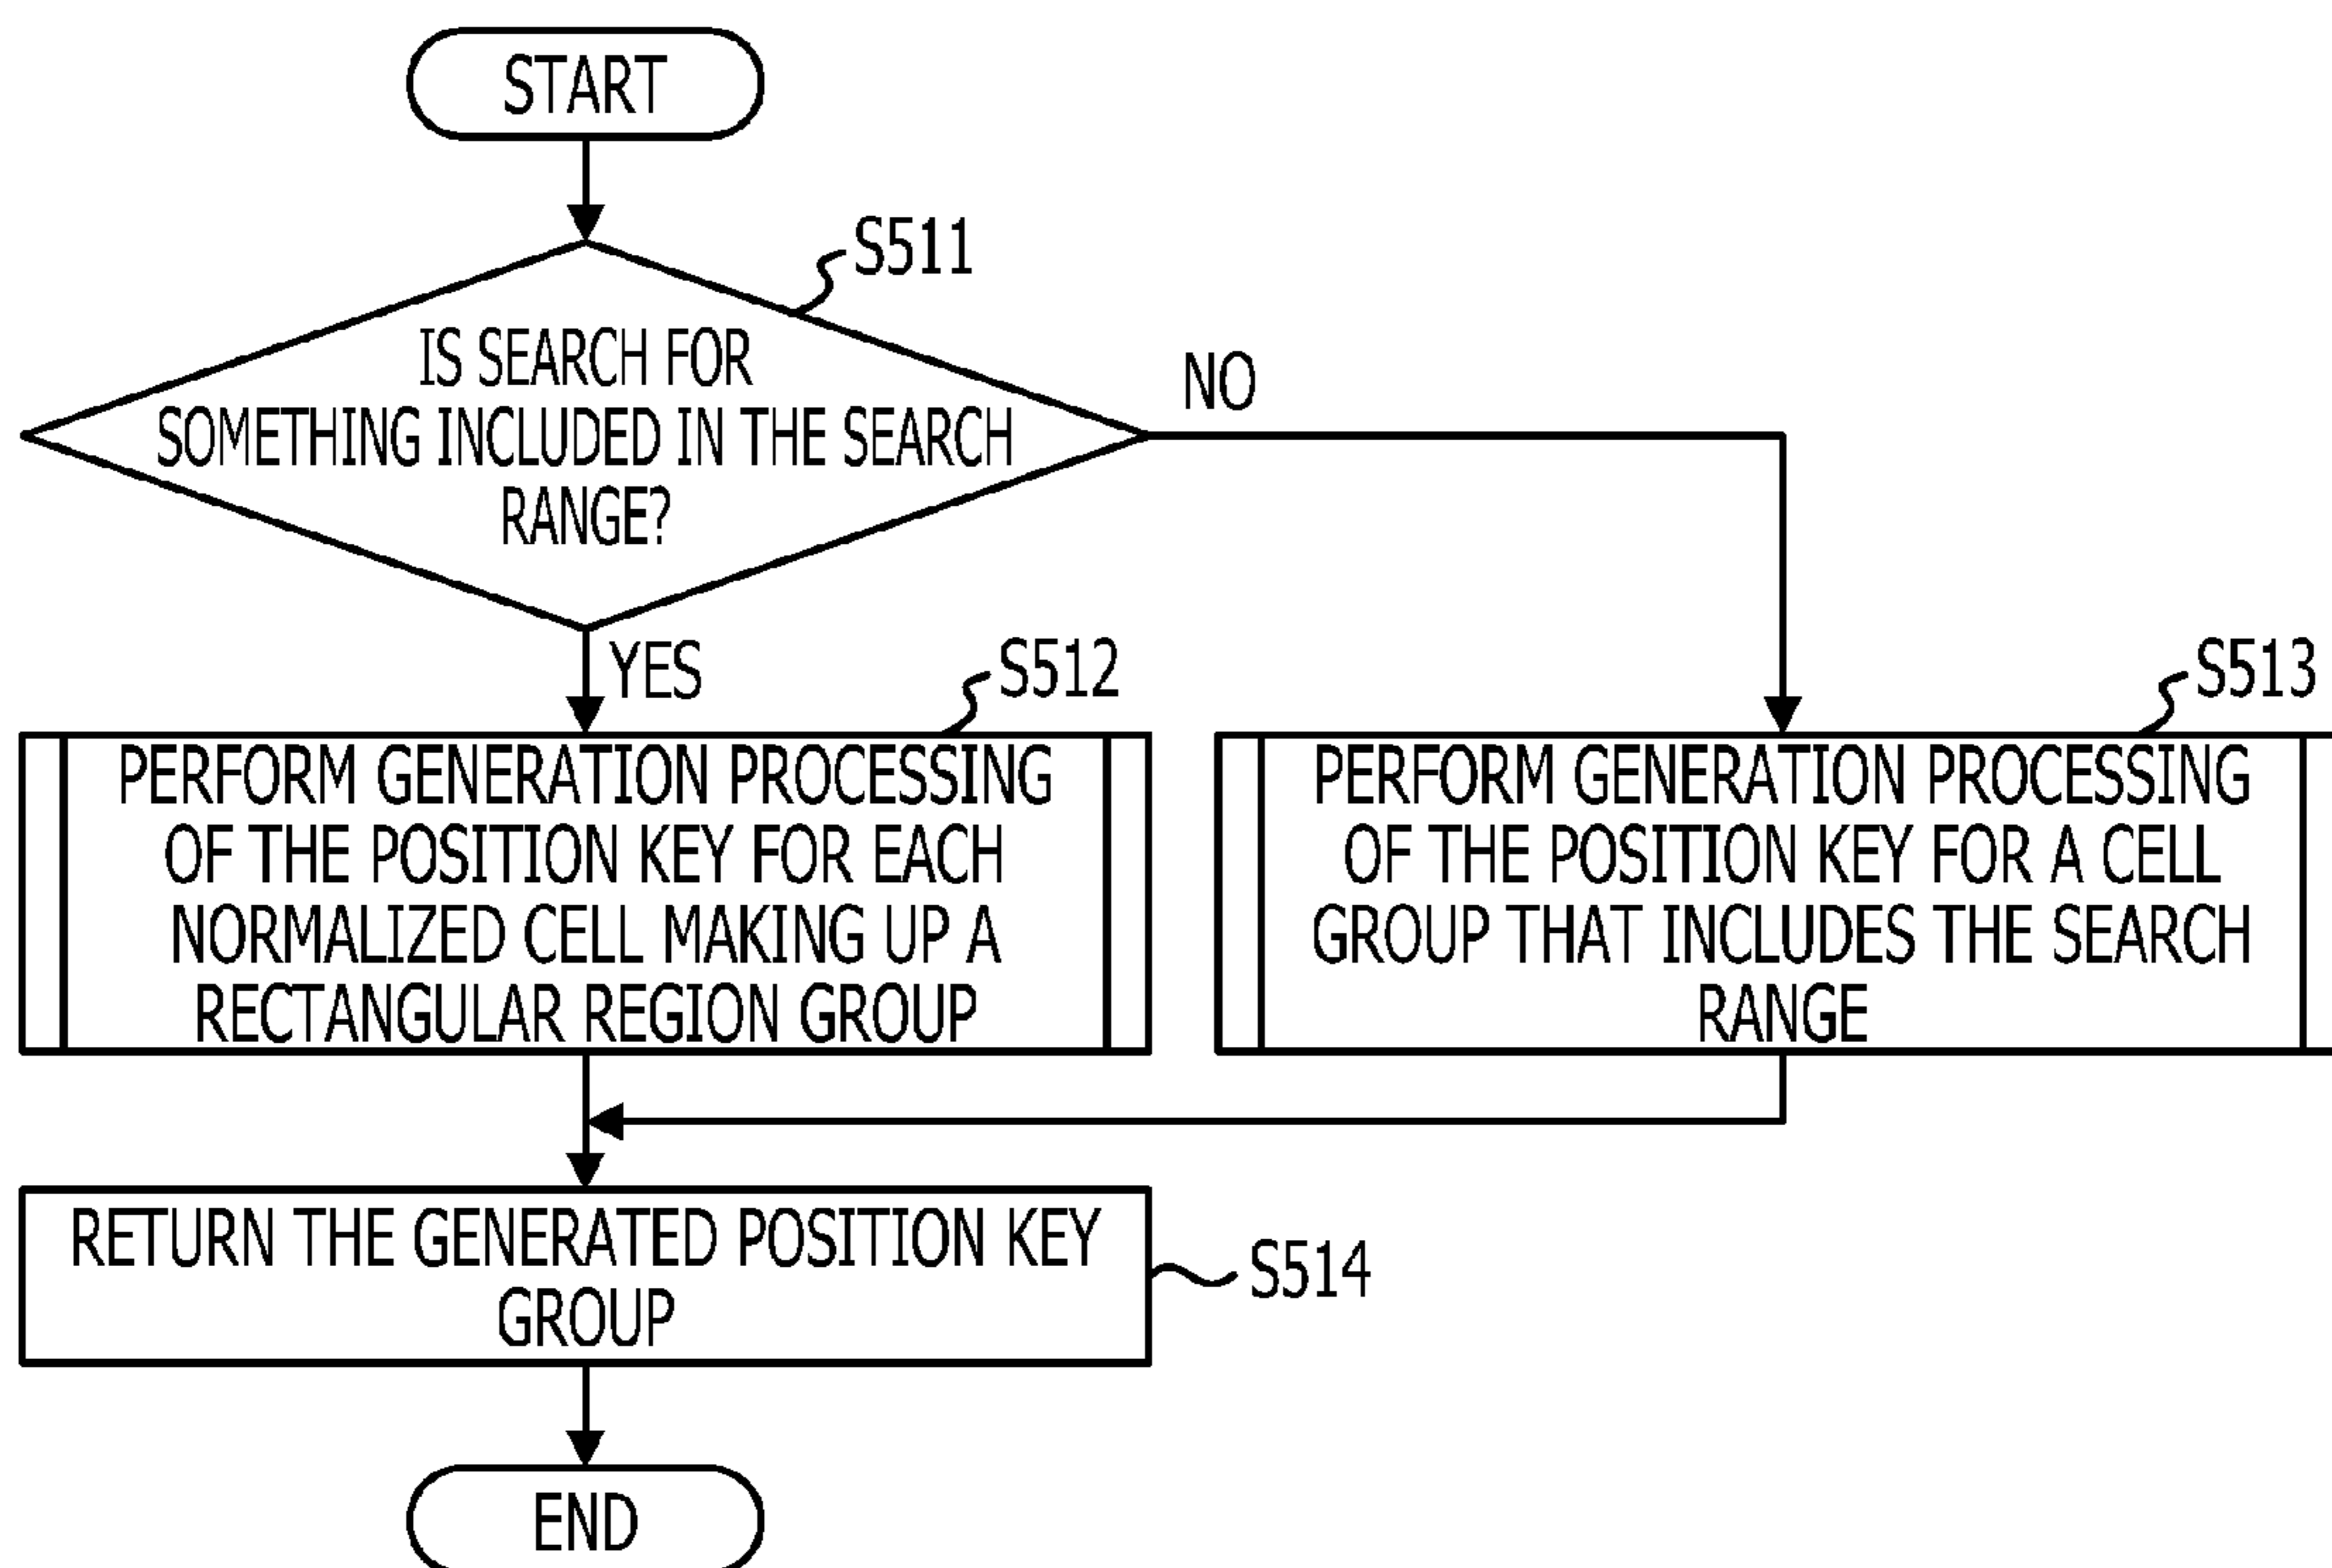 START
S511
IS SEARCH FOR
SOMETHING INCLUDED IN THE SEARCH
RANGE?
NO
YES
S512
PERFORM GENERATION PROCESSING
OF THE POSITION KEY FOR EACH
NORMALIZED CELL MAKING UP A
RECTANGULAR REGION GROUP
S513
PERFORM GENERATION PROCESSING
OF THE POSITION KEY FOR A CELL
GROUP THAT INCLUDES THE SEARCH
RANGE
RETURN THE GENERATED POSITION KEY
GROUP
S514
END